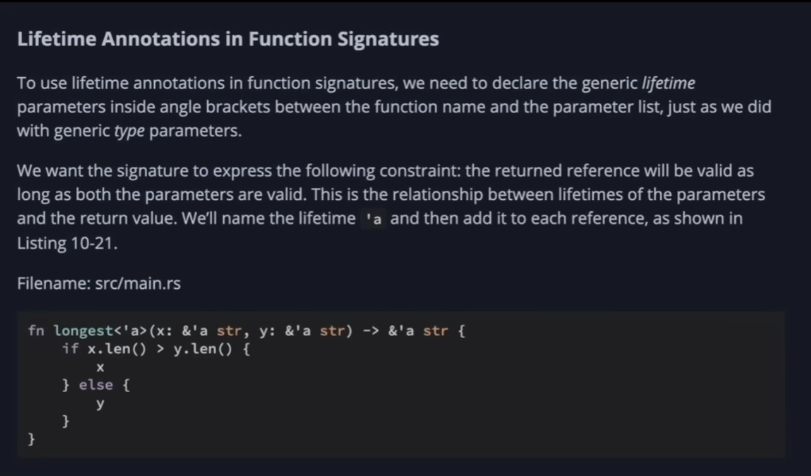 Lifetime Annotations in Function Signatures
To use lifetime annotations in function signatures, we need to declare the generic lifetime
parameters inside angle brackets between the function name and the parameter list, just as we did
with generic type parameters.
We want the signature to express the following constraint: the returned reference will be valid as
long as both the parameters are valid. This is the relationship between lifetimes of the parameters
and the return value. We’ll name the lifetime 'a and then add it to each reference, as shown in
Listing 10-21.
Filename: src/main.rs
fn longest<'a>(x: &'a str, y: &'a str) -> &'a str {
    if x.len() > y.len() {
        x
    } else {
        y
    }
}